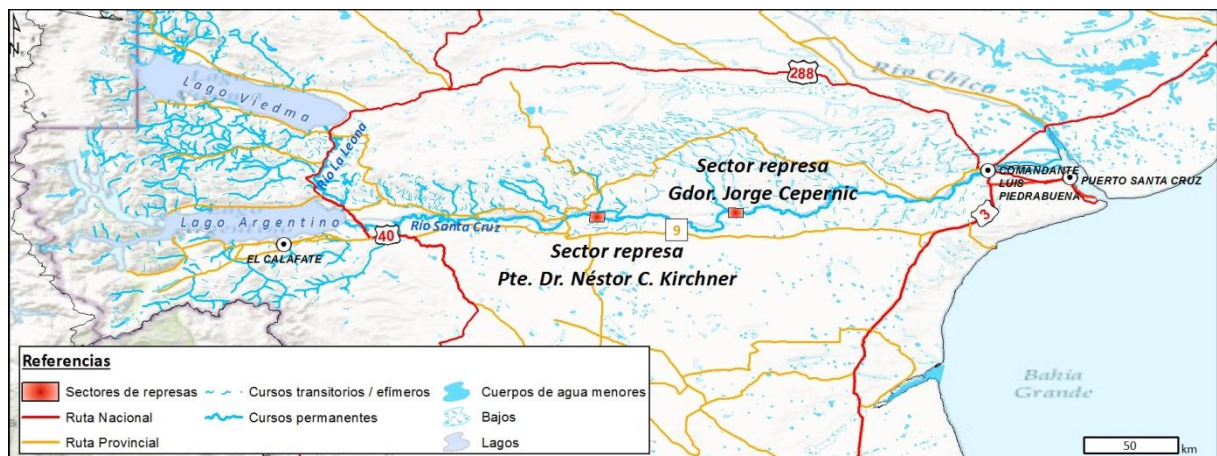 N
Lago Viedma
Lago Viedma
288
Río Chico
Río La Leona
Sector represa
Gdor. Jorge Cepernic
COMANDANTE
LUIS
PIEDRABUENA
PUERTO SANTA CRUZ
Lago Argentino
Río Santa Cruz
9
3
40
EL CALAFATE
Sector represa
Pte. Dr. Néstor C. Kirchner
Referencias
Sectores de represas
Cursos transitorios / efímeros
Cuerpos de agua menores
Ruta Nacional
Cursos permanentes
Bajos
Ruta Provincial
Lagos
Bahía
Grande
50
km